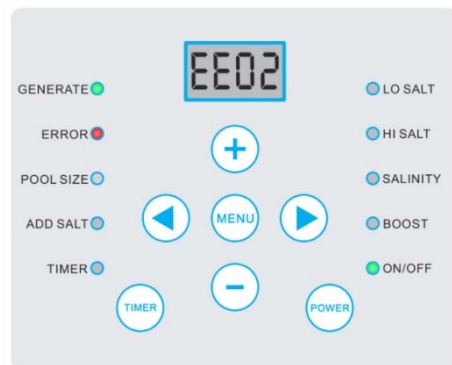 EE02
GENERATE
ERROR
POOL SIZE
ADD SALT
TIMER
+
MENU
−
TIMER
POWER
LO SALT
HI SALT
SALINITY
BOOST
ON/OFF